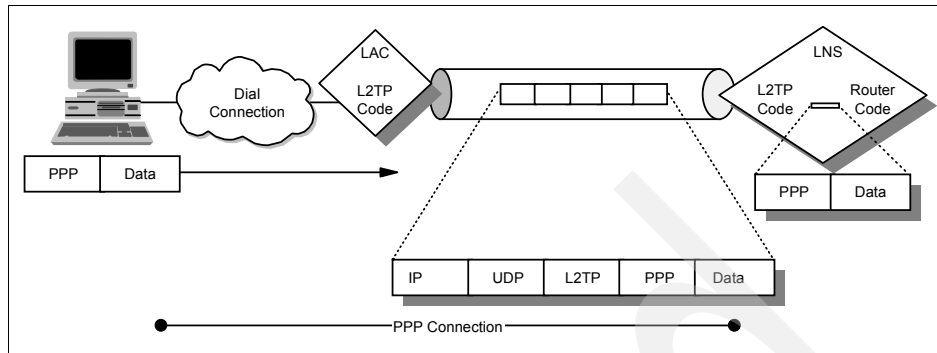 LAC
LNS
L2TP
Code
Dial
Connection
L2TP
Code
Router
Code
PPP Data
PPP Data
IP UDP L2TP PPP Data
PPP Connection